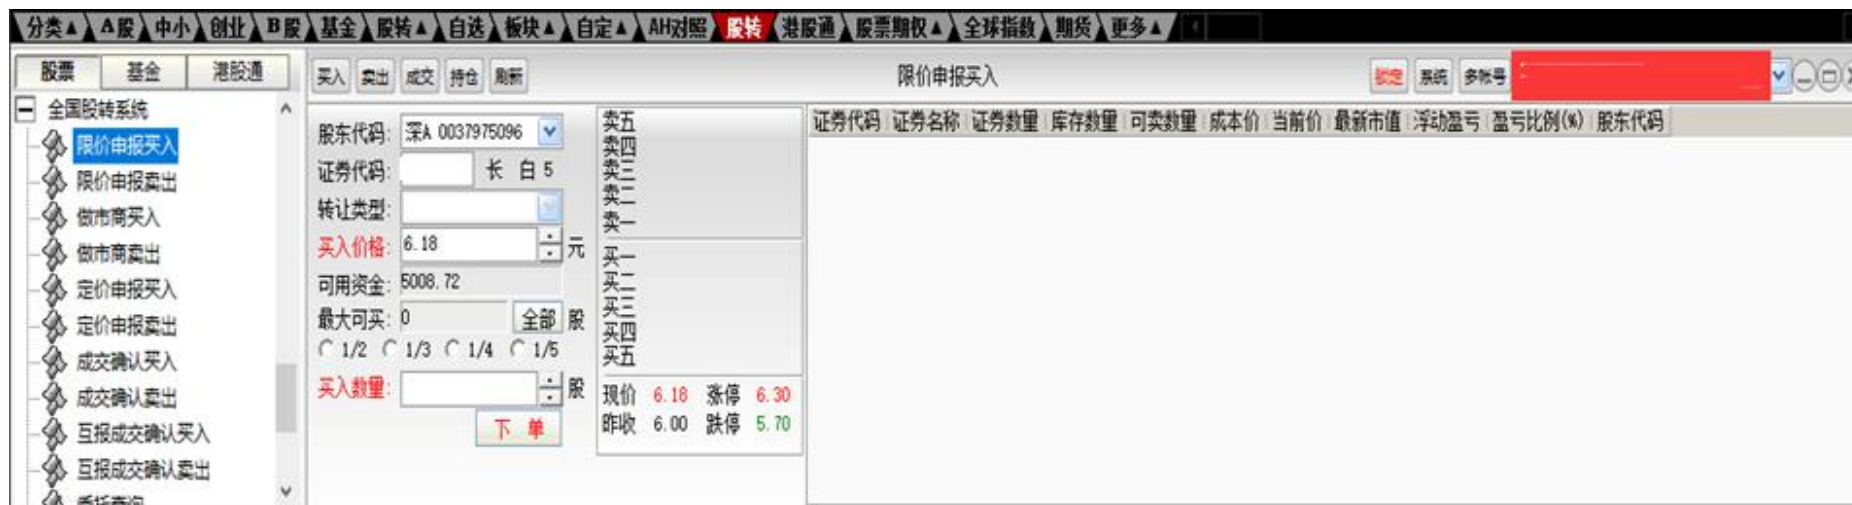 分类▲ A股 中小 创业 B股 基金 股转▲ 自选 板块▲ 自定▲ AH对照 股转 港股通 股票期权▲ 全球指数 期货 更多▲
股票 基金 港股通
买入 卖出 成交 持仓 刷新 限价申报买入 锁定 系统 多帐号
全国股转系统
限价申报买入
限价申报卖出
做市商买入
做市商卖出
定价申报买入
定价申报卖出
成交确认买入
成交确认卖出
互报成交确认买入
互报成交确认卖出
委托查询
股东代码: 深A 0037975096
证券代码: 长 白 5
转让类型:
买入价格: 6.18 元
可用资金: 5008.72
最大可买: 0 全部 股
1/2 1/3 1/4 1/5
买入数量: 股
下 单
卖五
卖四
卖三
卖二
卖一
买一
买二
买三
买四
买五
现价 6.18 涨停 6.30
昨收 6.00 跌停 5.70
证券代码 证券名称 证券数量 库存数量 可卖数量 成本价 当前价 最新市值 浮动盈亏 盈亏比例(%) 股东代码